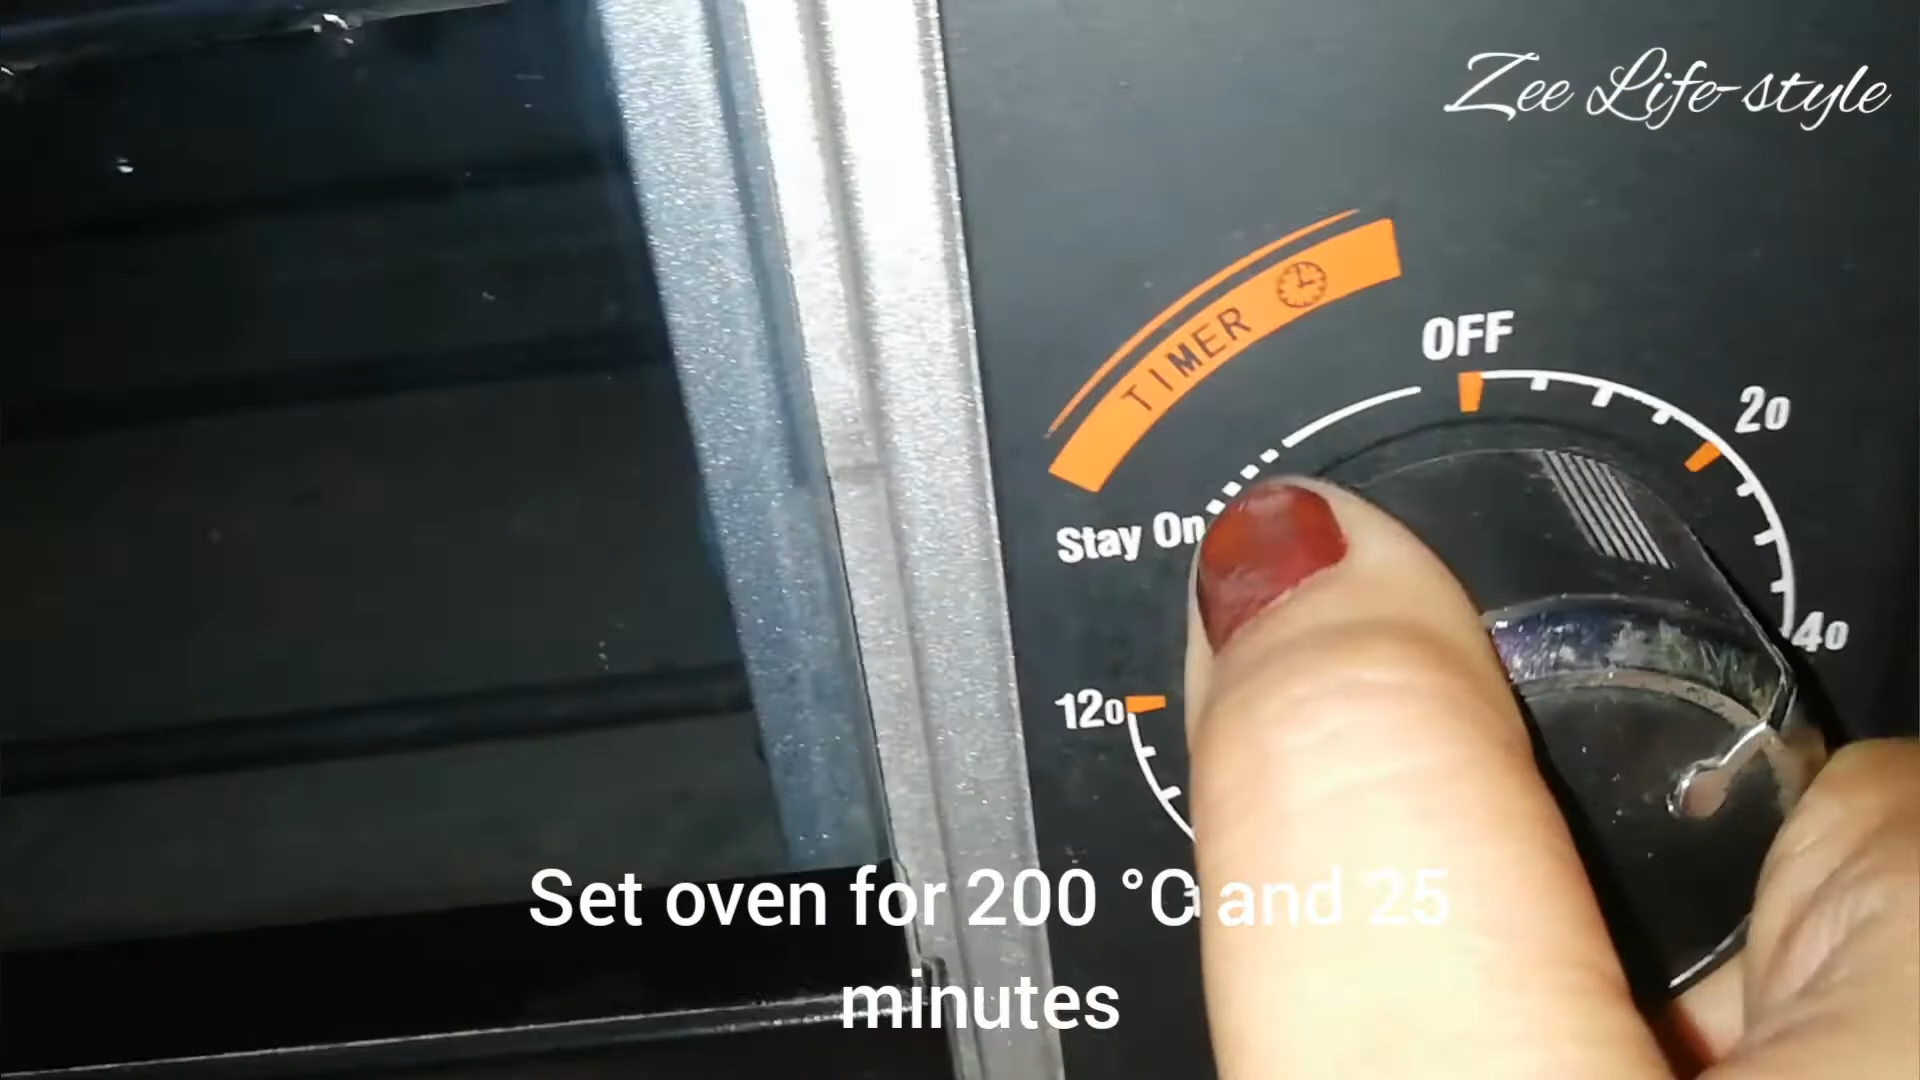 Zee Life-style
TIMER
OFF
20
Stay On
40
120
Set oven for 200 °C and 25
minutes